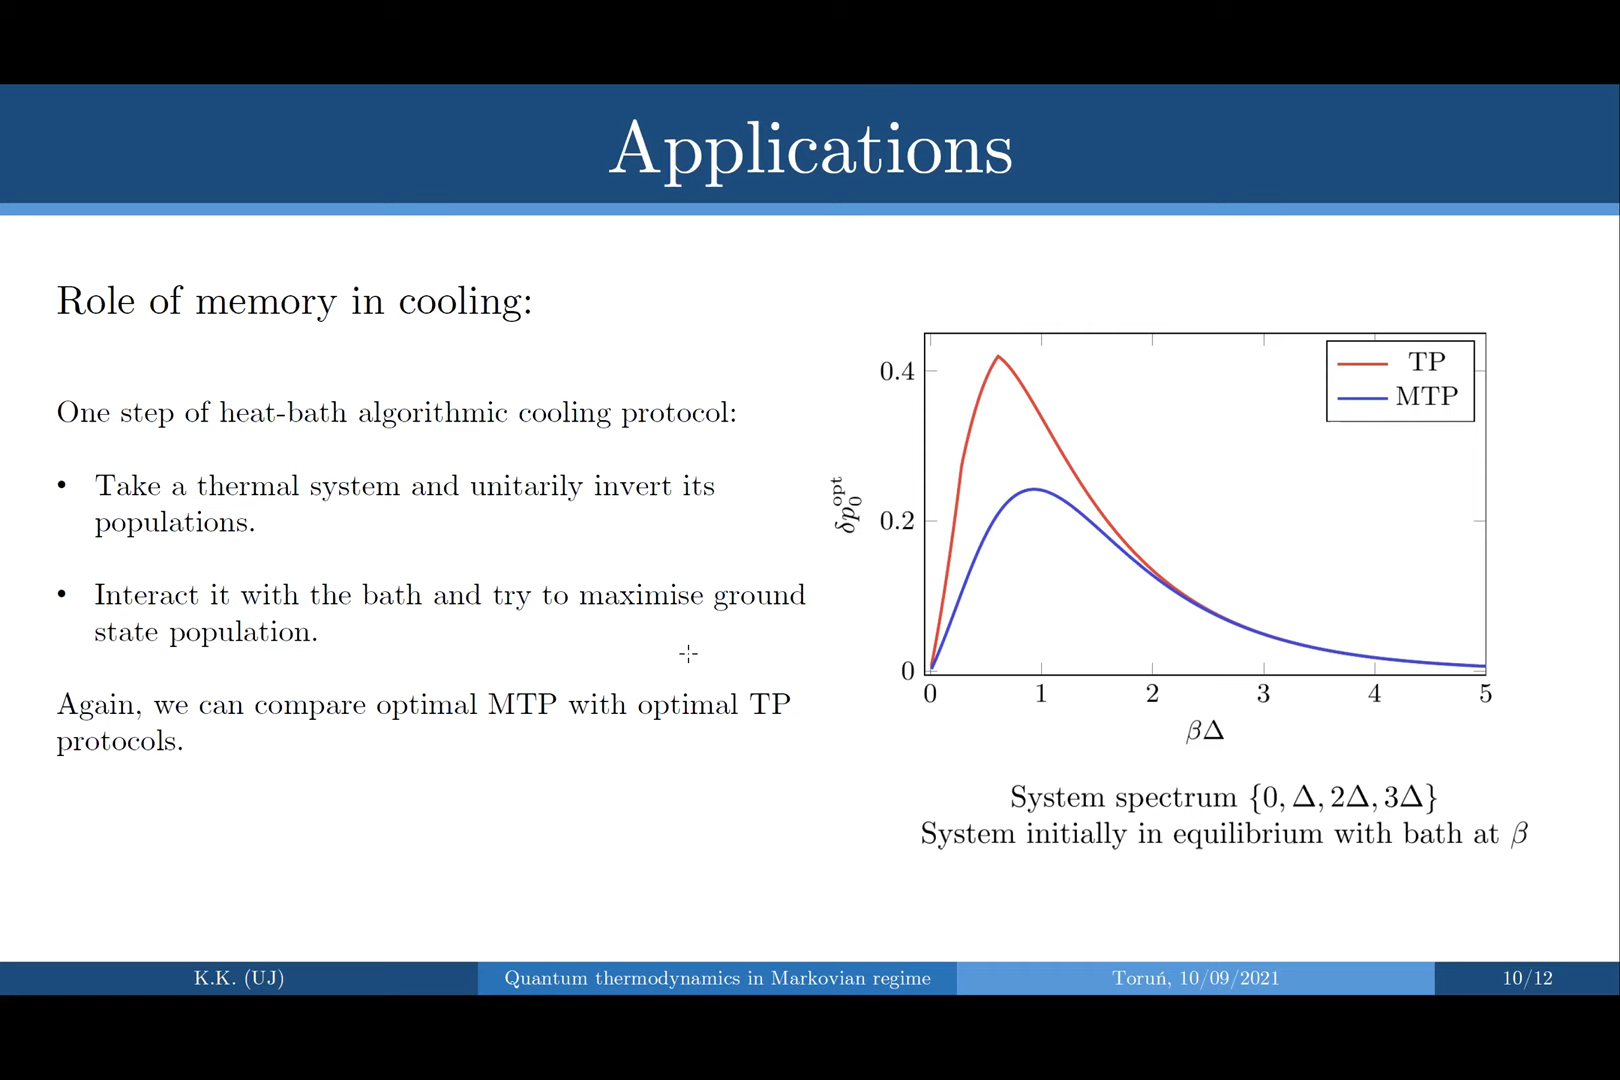 Applications
Role of memory in cooling:
One step of heat-bath algorithmic cooling protocol:
• Take a thermal system and unitarily invert its
populations.
• Interact it with the bath and try to maximise ground
state population.
Again, we can compare optimal MTP with optimal TP
protocols.
TP
MTP
0.4
0.2
0
δp₀ᵒᵖᵗ
0 1 2 3 4 5
βΔ
System spectrum {0, Δ, 2Δ, 3Δ}
System initially in equilibrium with bath at β
K.K. (UJ)
Quantum thermodynamics in Markovian regime
Toruń, 10/09/2021
10/12